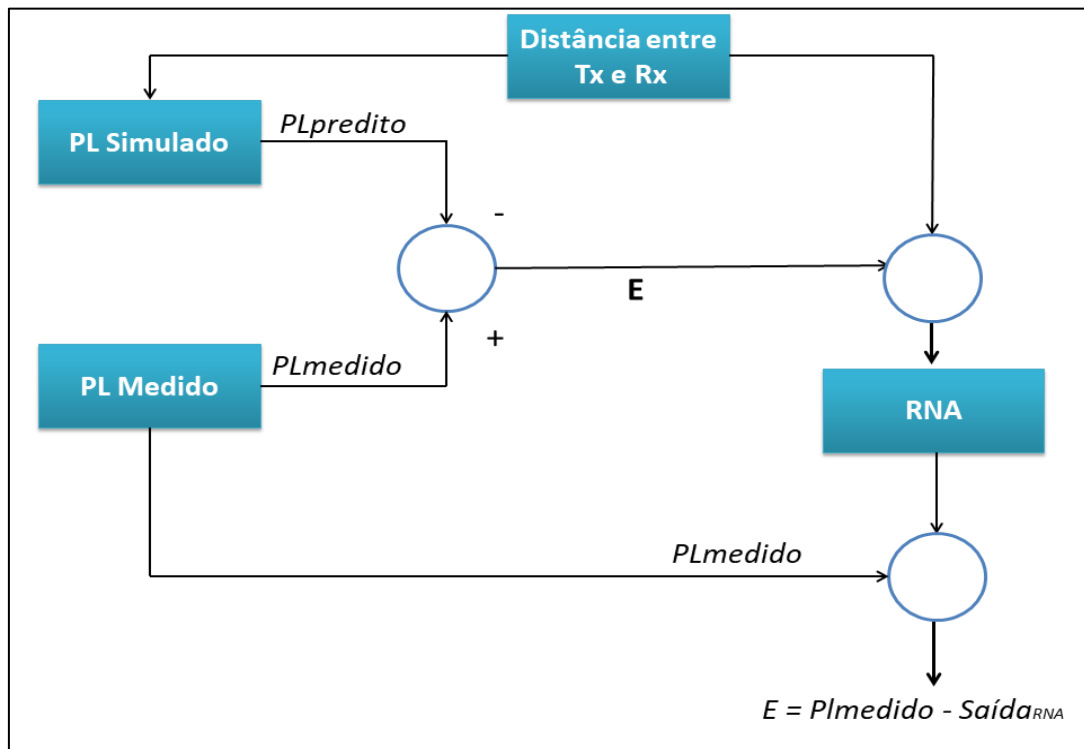 Distância entre
Tx e Rx
PL Simulado
PLpredito
-
E
+
PL Medido
PLmedido
RNA
PLmedido
E = Plmedido - SaídaRNA